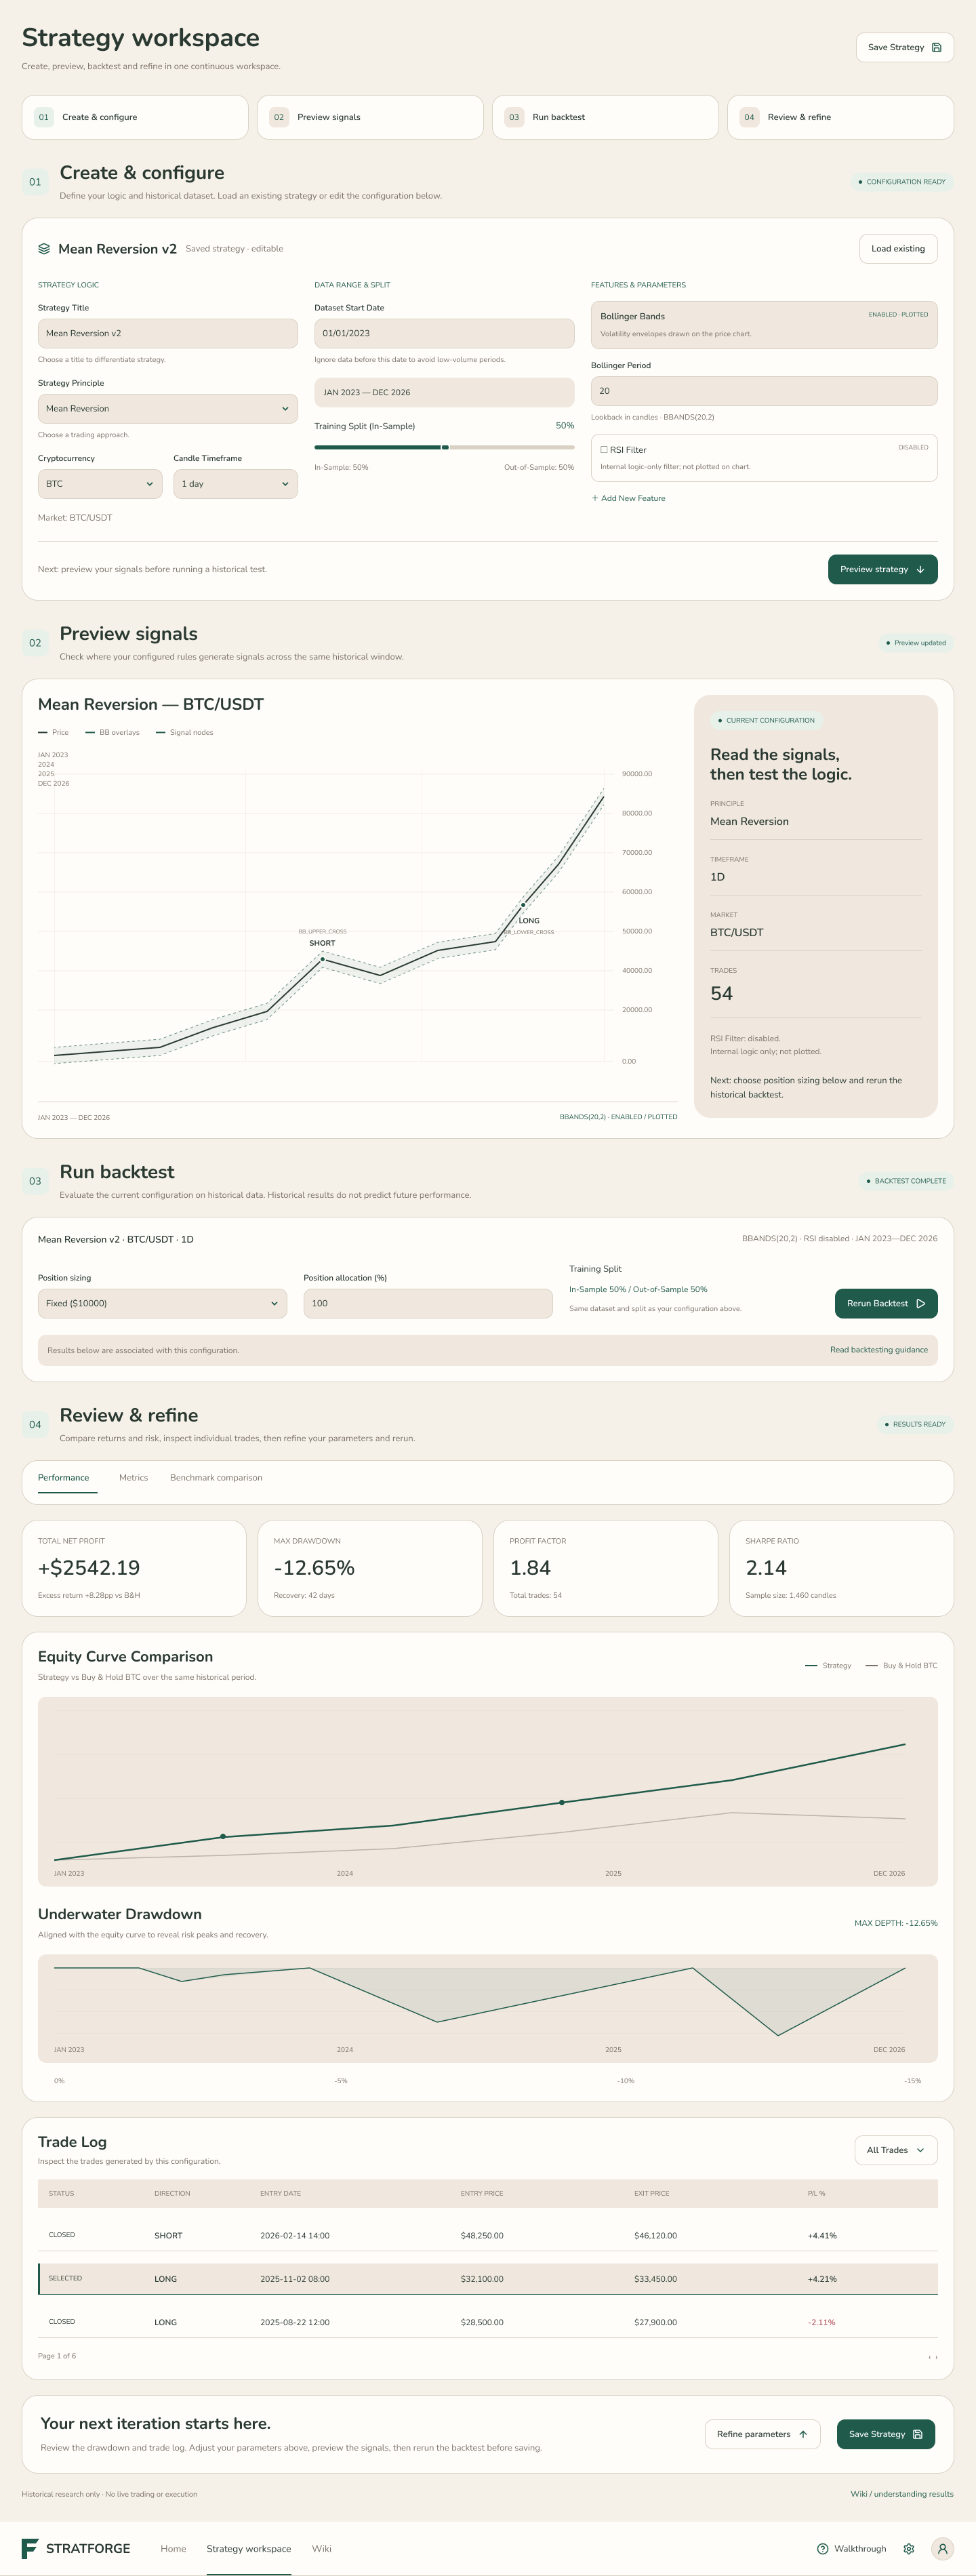 Strategy workspace
Create, preview, backtest and refine in one continuous workspace.
Save Strategy
01 Create & configure
02 Preview signals
03 Run backtest
04 Review & refine
01 Create & configure
Define your logic and historical dataset. Load an existing strategy or edit the configuration below.
CONFIGURATION READY
Mean Reversion v2 Saved strategy · editable
Load existing
STRATEGY LOGIC
Strategy Title
Mean Reversion v2
Choose a title to differentiate strategy.
Strategy Principle
Mean Reversion
Choose a trading approach.
Cryptocurrency
BTC
Candle Timeframe
1 day
Market: BTC/USDT
DATA RANGE & SPLIT
Dataset Start Date
01/01/2023
Ignore data before this date to avoid low-volume periods.
JAN 2023 — DEC 2026
Training Split (In-Sample) 50%
In-Sample: 50% Out-of-Sample: 50%
FEATURES & PARAMETERS
Bollinger Bands ENABLED · PLOTTED
Volatility envelopes drawn on the price chart.
Bollinger Period
20
Lookback in candles · BBANDS(20,2)
☐ RSI Filter DISABLED
Internal logic-only filter; not plotted on chart.
+ Add New Feature
Next: preview your signals before running a historical test.
Preview strategy
02 Preview signals
Check where your configured rules generate signals across the same historical window.
Preview updated
Mean Reversion — BTC/USDT
Price BB overlays Signal nodes
JAN 2023
2024
2025
DEC 2026
90000.00
80000.00
70000.00
60000.00
50000.00
40000.00
20000.00
0.00
BB_UPPER_CROSS
SHORT
LONG
BB_LOWER_CROSS
JAN 2023 — DEC 2026
BBANDS(20,2) · ENABLED / PLOTTED
CURRENT CONFIGURATION
Read the signals,
then test the logic.
PRINCIPLE
Mean Reversion
TIMEFRAME
1D
MARKET
BTC/USDT
TRADES
54
RSI Filter: disabled.
Internal logic only; not plotted.
Next: choose position sizing below and rerun the
historical backtest.
03 Run backtest
Evaluate the current configuration on historical data. Historical results do not predict future performance.
BACKTEST COMPLETE
Mean Reversion v2 · BTC/USDT · 1D
BBANDS(20,2) · RSI disabled · JAN 2023—DEC 2026
Position sizing
Fixed ($10000)
Position allocation (%)
100
Training Split
In-Sample 50% / Out-of-Sample 50%
Same dataset and split as your configuration above.
Rerun Backtest
Results below are associated with this configuration.
Read backtesting guidance
04 Review & refine
Compare returns and risk, inspect individual trades, then refine your parameters and rerun.
RESULTS READY
Performance Metrics Benchmark comparison
TOTAL NET PROFIT
+$2542.19
Excess return +8.28pp vs B&H
MAX DRAWDOWN
-12.65%
Recovery: 42 days
PROFIT FACTOR
1.84
Total trades: 54
SHARPE RATIO
2.14
Sample size: 1,460 candles
Equity Curve Comparison
Strategy vs Buy & Hold BTC over the same historical period.
Strategy Buy & Hold BTC
JAN 2023 2024 2025 DEC 2026
Underwater Drawdown
Aligned with the equity curve to reveal risk peaks and recovery.
MAX DEPTH: -12.65%
JAN 2023 2024 2025 DEC 2026
0% -5% -10% -15%
Trade Log
Inspect the trades generated by this configuration.
All Trades
STATUS DIRECTION ENTRY DATE ENTRY PRICE EXIT PRICE P/L %
CLOSED SHORT 2026-02-14 14:00 $48,250.00 $46,120.00 +4.41%
SELECTED LONG 2025-11-02 08:00 $32,100.00 $33,450.00 +4.21%
CLOSED LONG 2025-08-22 12:00 $28,500.00 $27,900.00 -2.11%
Page 1 of 6
‹ ›
Your next iteration starts here.
Review the drawdown and trade log. Adjust your parameters above, preview the signals, then rerun the backtest before saving.
Refine parameters
Save Strategy
Historical research only · No live trading or execution
Wiki / understanding results
STRATFORGE
Home Strategy workspace Wiki
Walkthrough